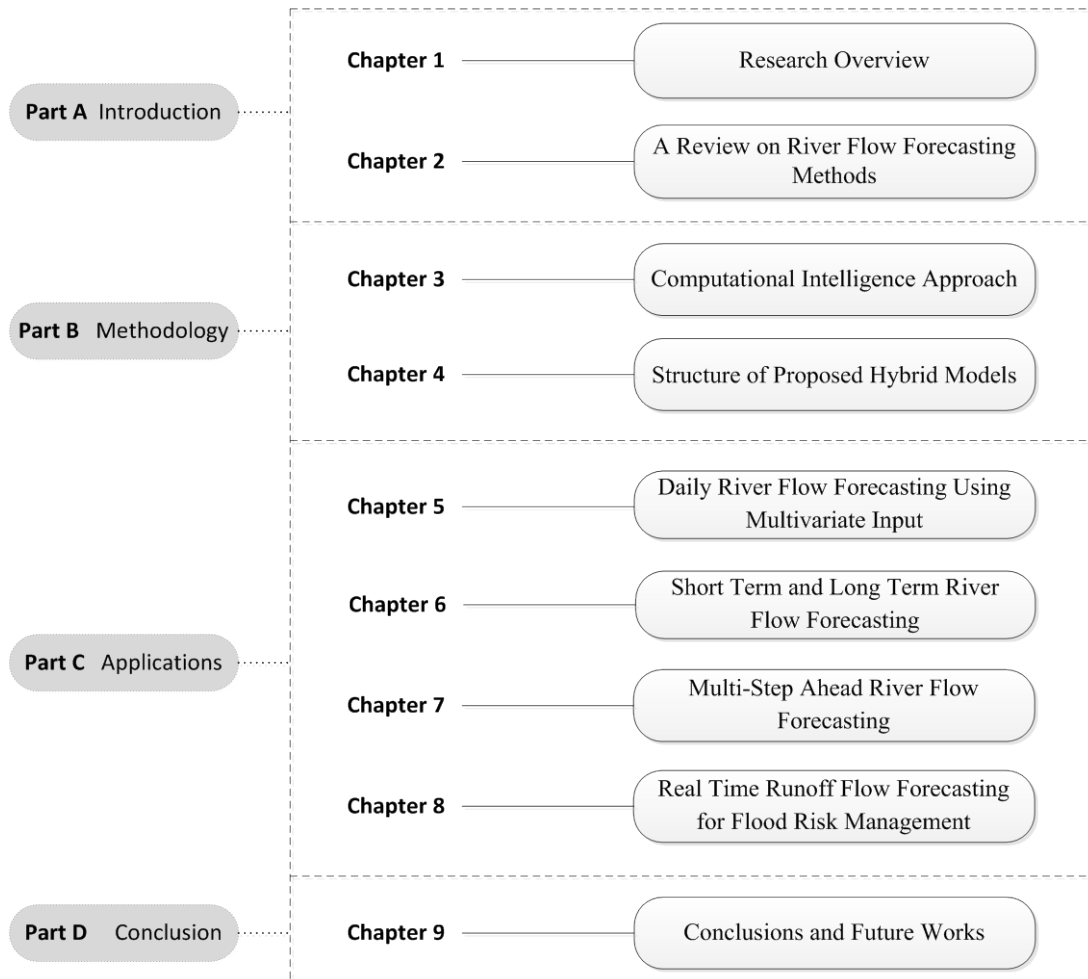 Part A Introduction
Chapter 1
Research Overview
Chapter 2
A Review on River Flow Forecasting
Methods
Part B Methodology
Chapter 3
Computational Intelligence Approach
Chapter 4
Structure of Proposed Hybrid Models
Part C Applications
Chapter 5
Daily River Flow Forecasting Using
Multivariate Input
Chapter 6
Short Term and Long Term River
Flow Forecasting
Chapter 7
Multi-Step Ahead River Flow
Forecasting
Chapter 8
Real Time Runoff Flow Forecasting
for Flood Risk Management
Part D Conclusion
Chapter 9
Conclusions and Future Works